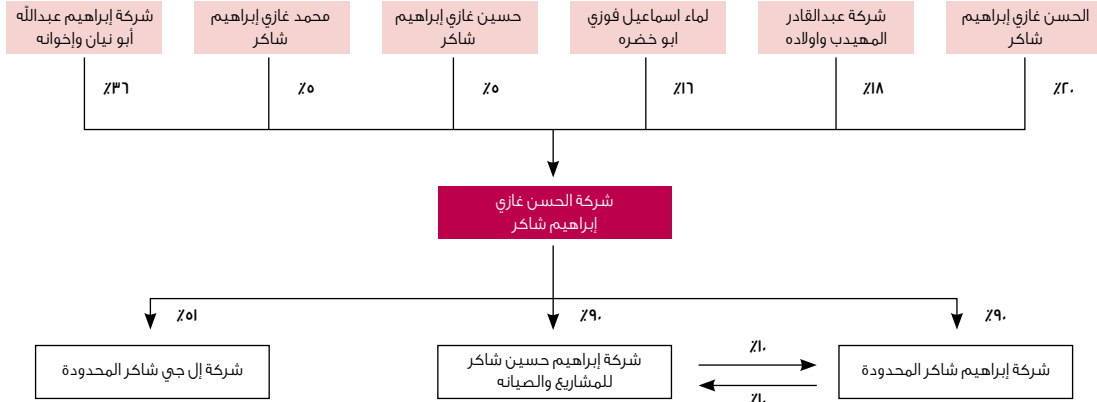 الحسن غازي إبراهيم
شاكر
شركة عبدالقادر
المهيدب واولاده
لماء اسماعيل فوزي
ابو خضره
حسين غازي إبراهيم
شاكر
محمد غازي إبراهيم
شاكر
شركة إبراهيم عبداللّه
أبو نيان وإخوانه
٪٢٠
٪١٨
٪١٦
٪٥
٪٥
٪٣٦
شركة الحسن غازي
إبراهيم شاكر
٪٩٠
٪٩٠
٪٥١
شركة إبراهيم شاكر المحدودة
٪١٠
٪١٠
شركة إبراهيم حسين شاكر
للمشاريع والصيانه
شركة إل جي شاكر المحدودة